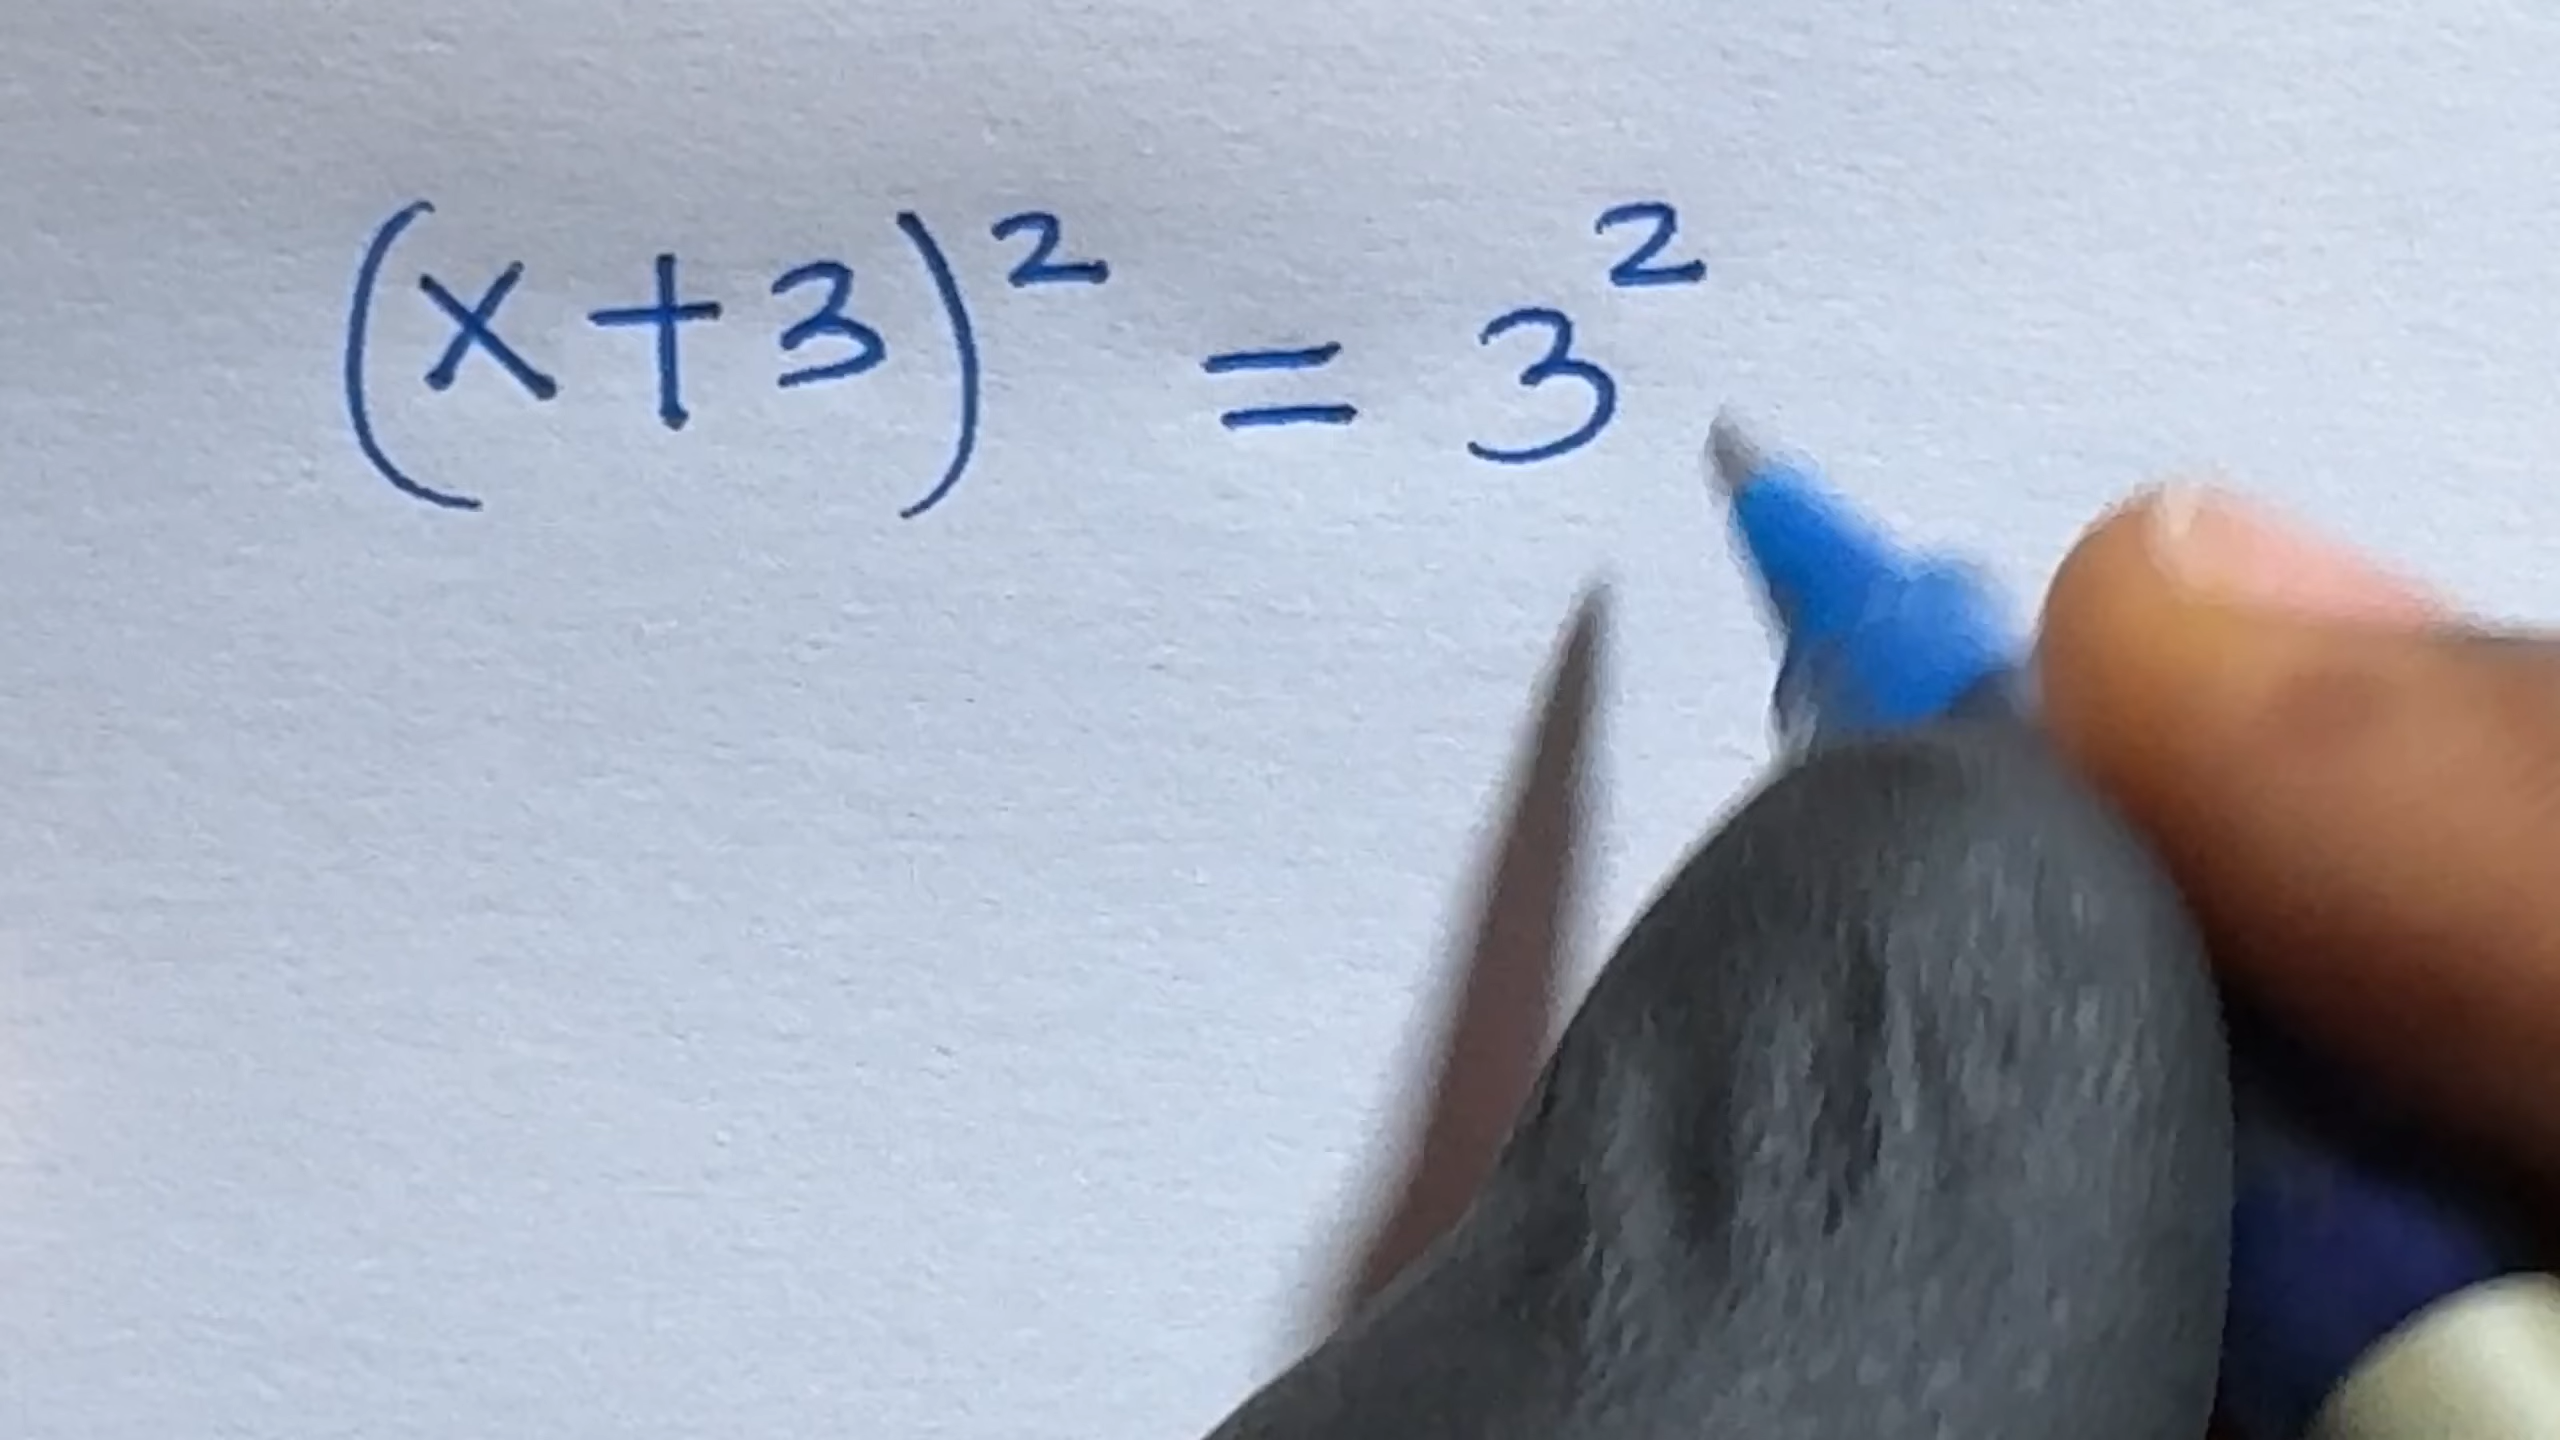 (x+3)² = 3²